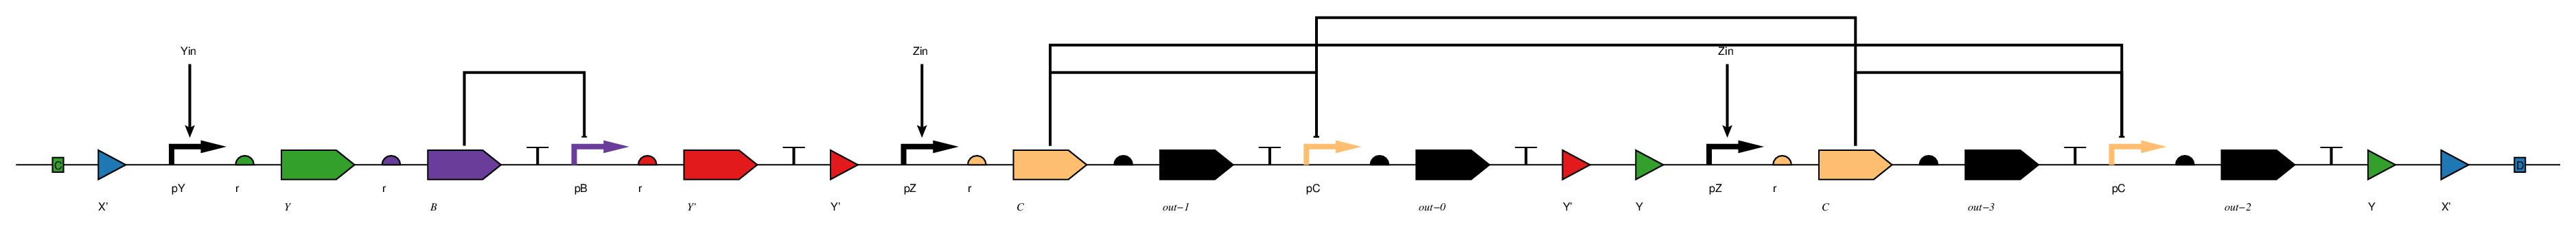 Yin Zin Zin
C D
pY r r pB r pZ r pC pZ r pC
X' Y B Y' Y' C out−1 out−0 Y' Y C out−3 out−2 Y X'